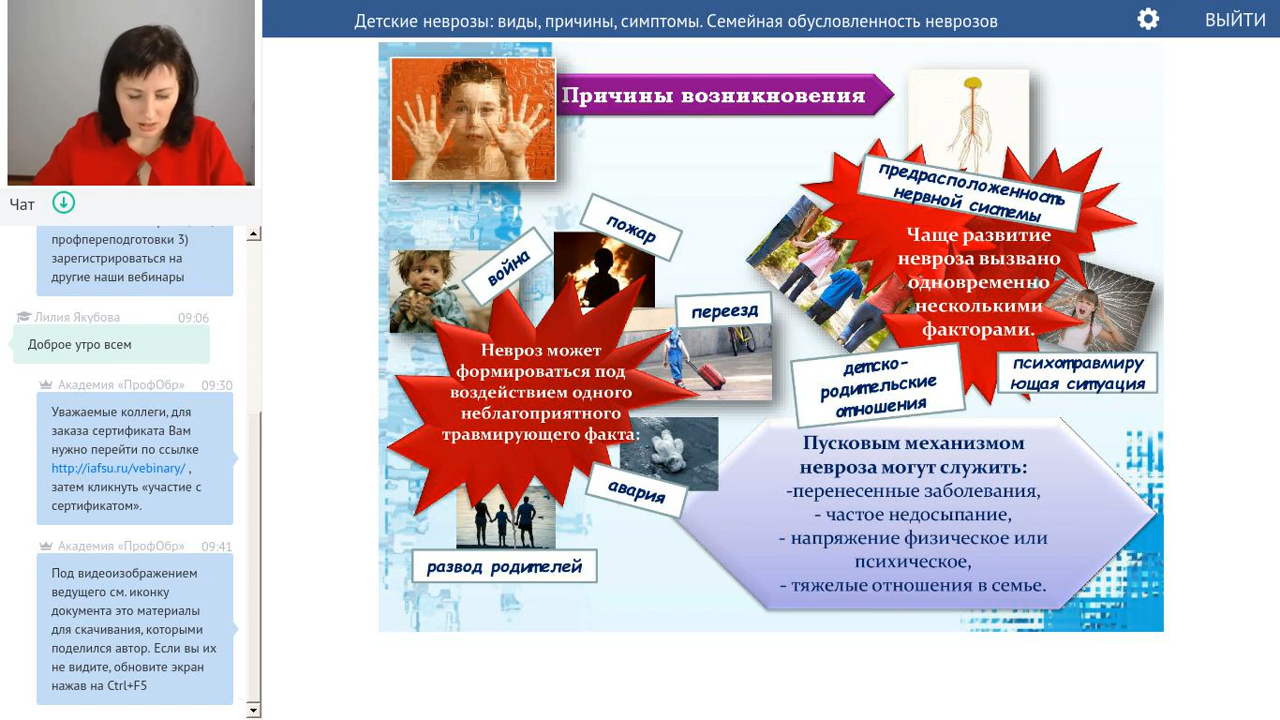 Детские неврозы: виды, причины, симптомы. Семейная обусловленность неврозов
ВЫЙТИ
Чат
профпереподготовки 3)
зарегистрироваться на
другие наши вебинары
Лилия Якубова 09:06
Доброе утро всем
Академия «ПрофОбр» 09:30
Уважаемые коллеги, для
заказа сертификата Вам
нужно перейти по ссылке
http://iafsu.ru/vebinary/ ,
затем кликнуть «участие с
сертификатом».
Академия «ПрофОбр» 09:41
Под видеоизображением
ведущего см. иконку
документа это материалы
для скачивания, которыми
поделился автор. Если вы их
не видите, обновите экран
нажав на Ctrl+F5
Причины возникновения
война
пожар
переезд
Невроз может
формироваться под
воздействием одного
неблагоприятного
травмирующего факта:
авария
развод родителей
предрасположенность
нервной системы
Чаще развитие
невроза вызвано
одновременно
несколькими
факторами.
детско-
родительские
отношения
психотравмиру
ющая ситуация
Пусковым механизмом
невроза могут служить:
-перенесенные заболевания,
- частое недосыпание,
- напряжение физическое или
психическое,
- тяжелые отношения в семье.